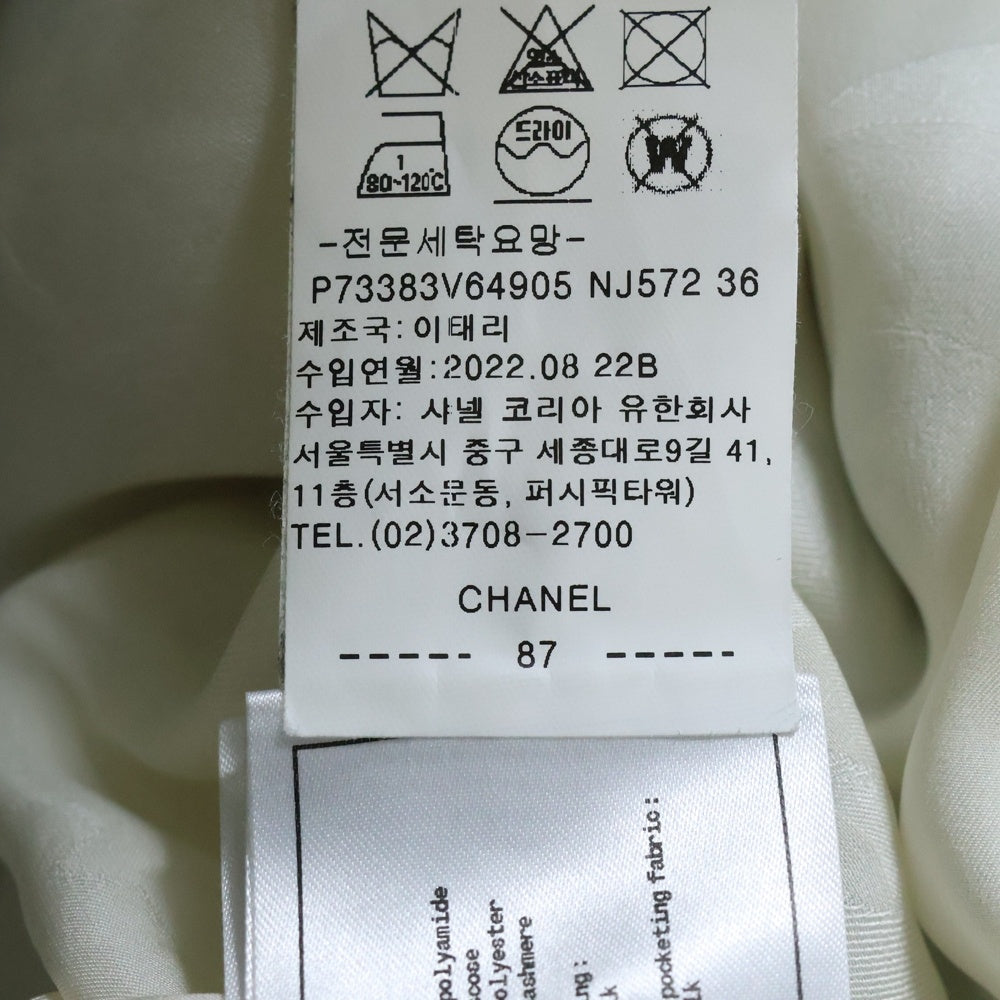 드라이
1
80~120°C
W
-전문세탁요망-
P73383V64905 NJ572 36
제조국: 이태리
수입연월:2022.08 22B
수입자: 샤넬 코리아 유한회사
서울특별시 중구 세종대로9길 41,
11층(서소문동, 퍼시픽타워)
TEL.(02)3708-2700
CHANEL
----- 87 -----
polyamide
polyester
pocketing fabric: